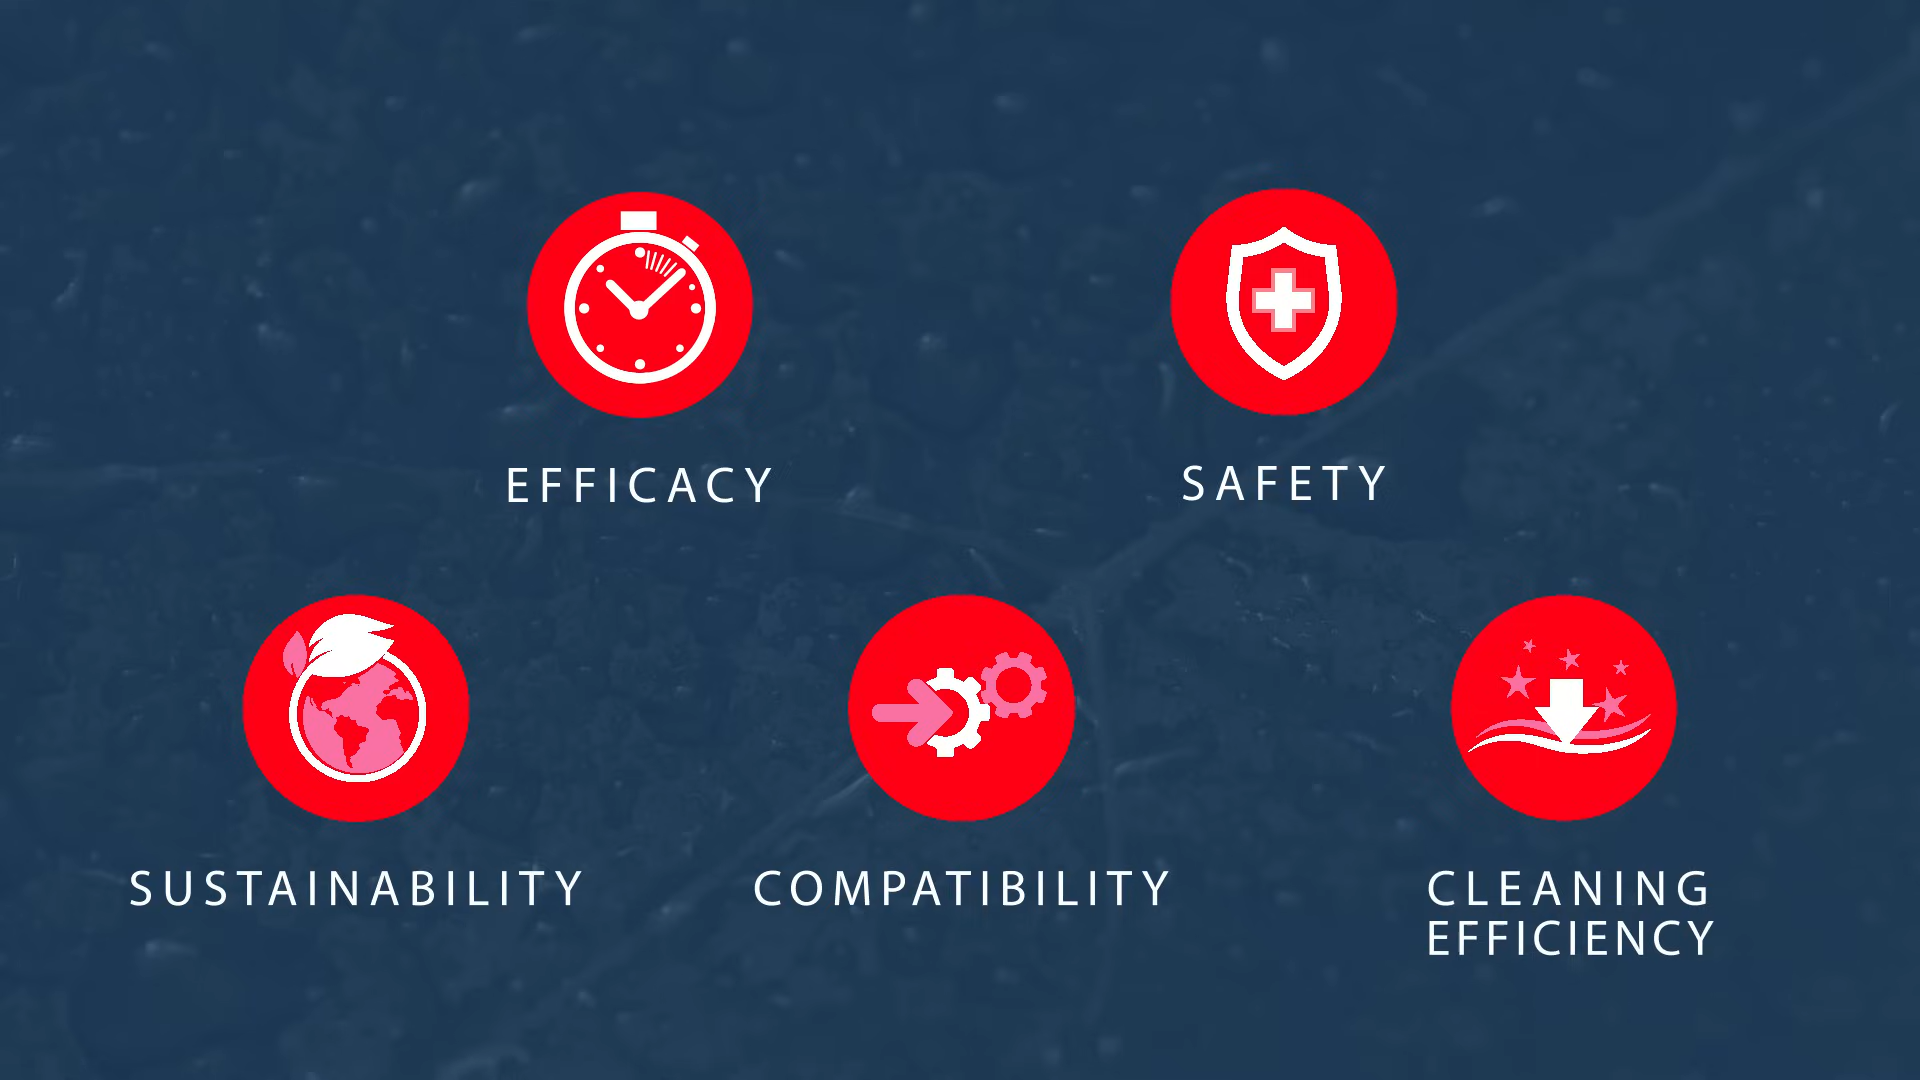 EFFICACY
SAFETY
SUSTAINABILITY
COMPATIBILITY
CLEANING
EFFICIENCY